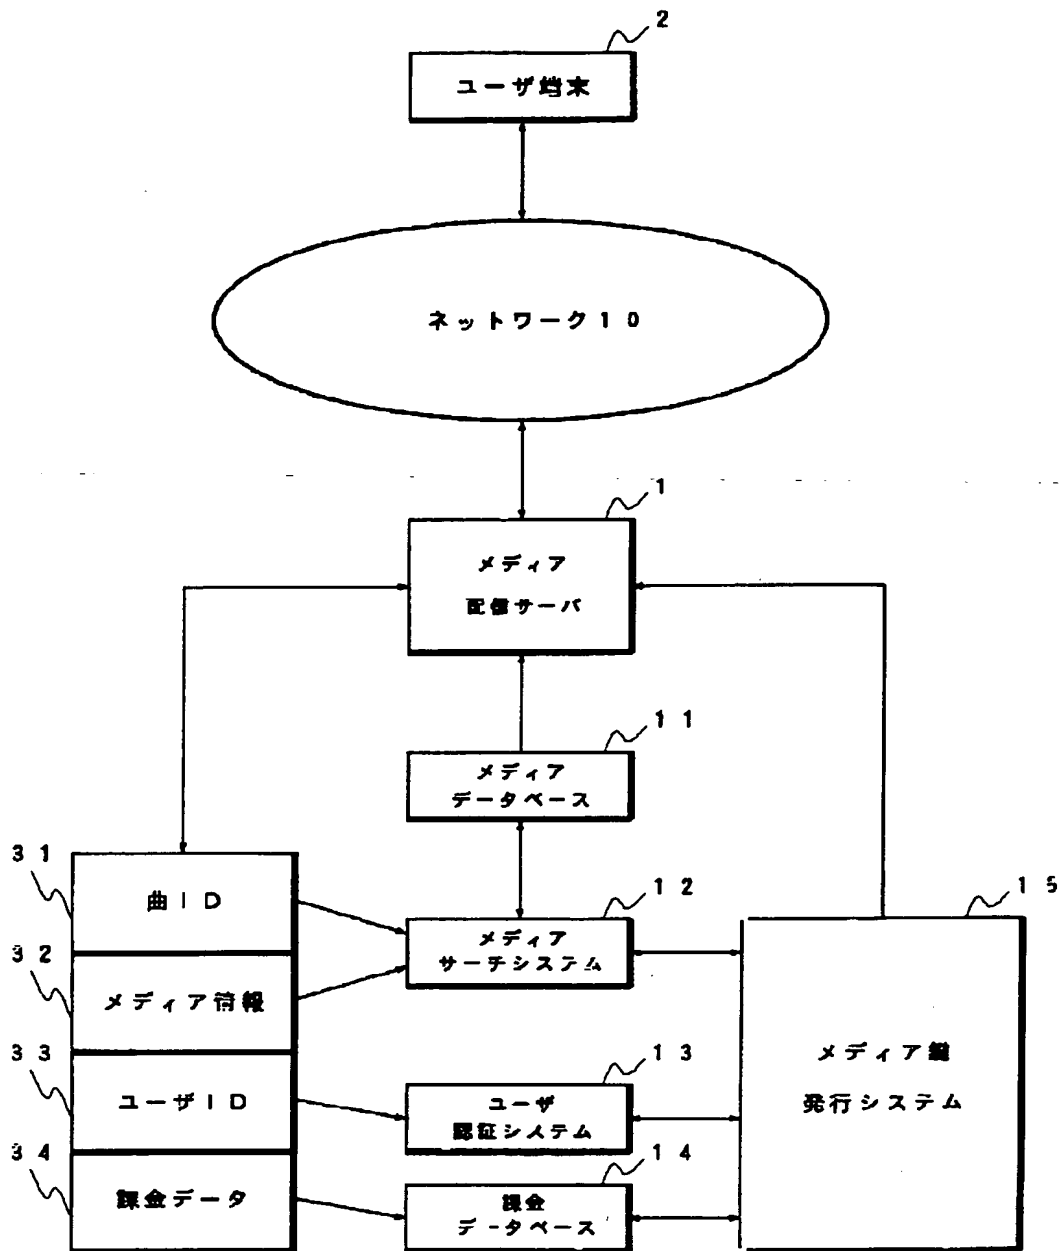 2
ユーザ端末
ネットワーク10
1
メディア
配信サーバ
11
メディア
データベース
31
曲ID
12
メディア
サーチシステム
15
32
メディア情報
メディア鍵
発行システム
33
ユーザID
13
ユーザ
認証システム
34
課金データ
14
課金
データベース